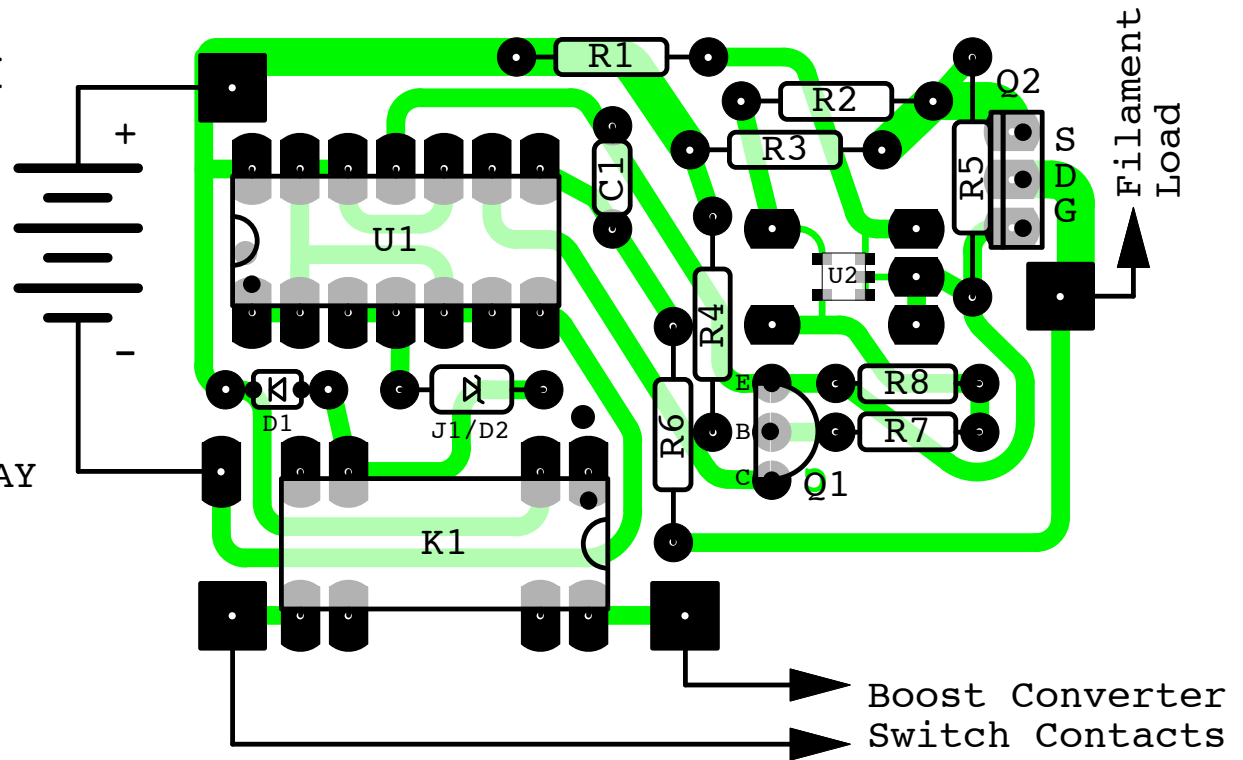 R1
R2
Q2
R3
+
C1
R5
S
D
G
Filament
Load
U1
U2
R4
-
E
R8
D1
J1/D2
R6
B
R7
AY
C
Q1
K1
Boost Converter
Switch Contacts